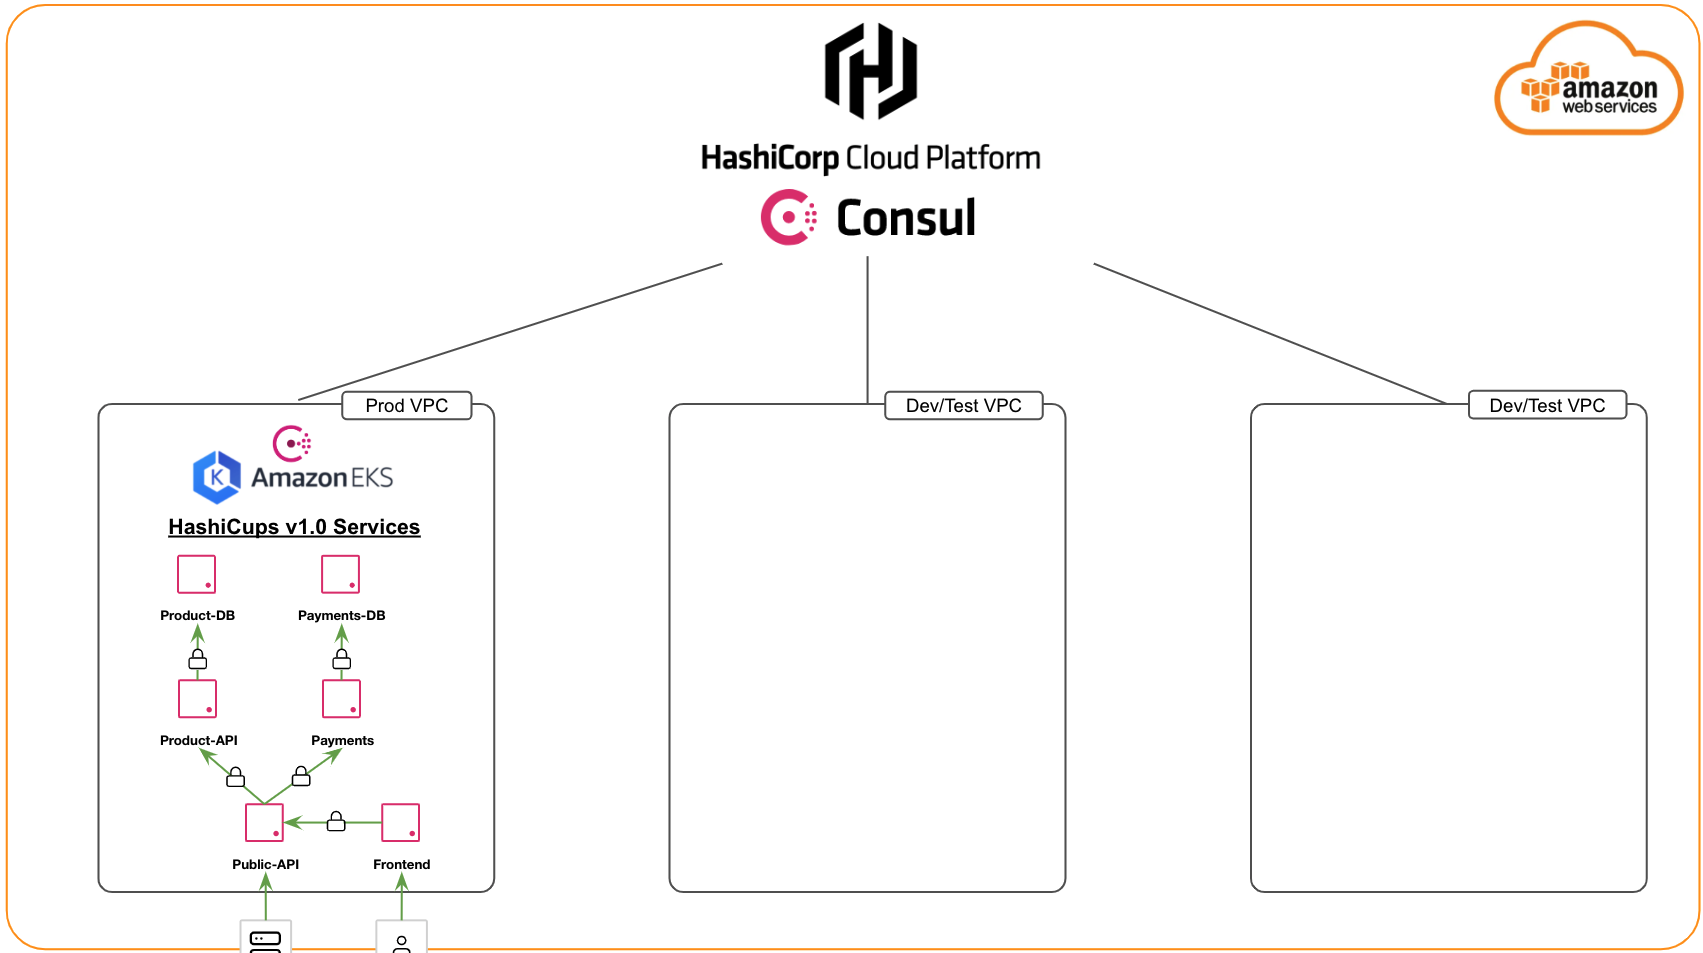 HashiCorp Cloud Platform
Consul
amazon
web services
Prod VPC
Dev/Test VPC
Dev/Test VPC
K
Amazon EKS
HashiCups v1.0 Services
Product-DB
Payments-DB
Product-API
Payments
Public-API
Frontend